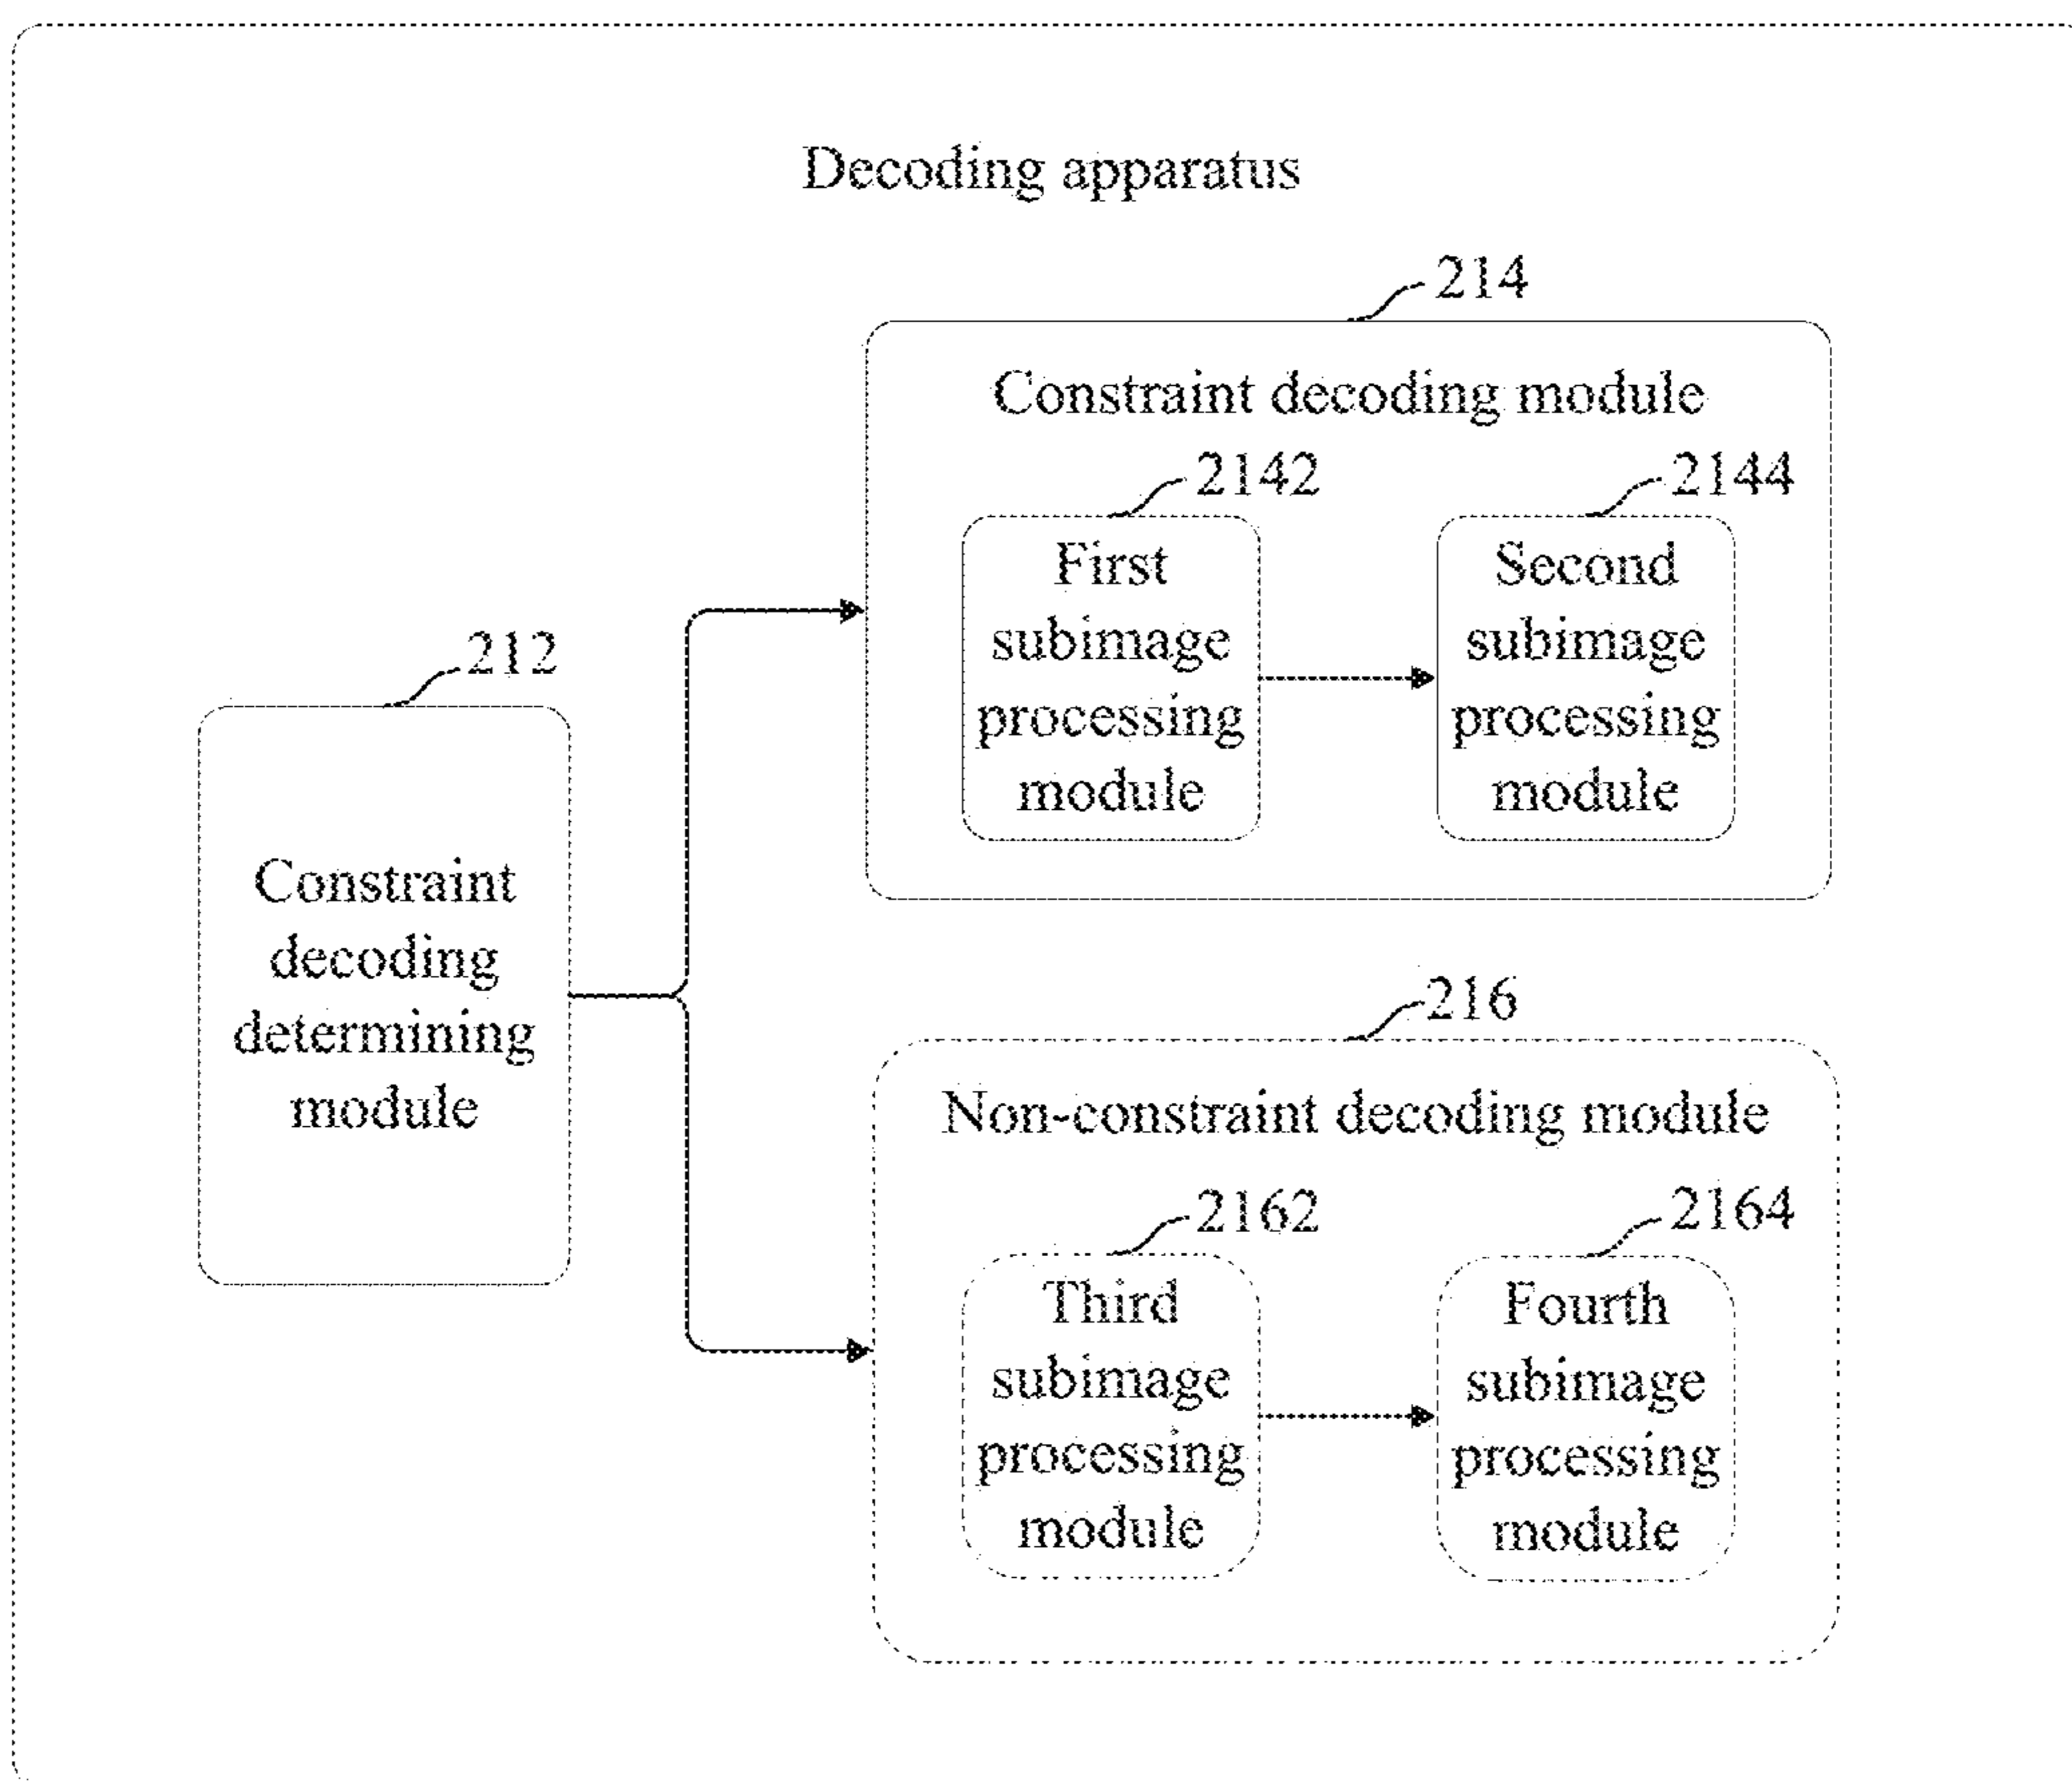 Decoding apparatus
214
Constraint decoding module
2142
2144
First
subimage
processing
module
Second
subimage
processing
module
212
Constraint
decoding
determining
module
216
Non-constraint decoding module
2162
2164
Third
subimage
processing
module
Fourth
subimage
processing
module